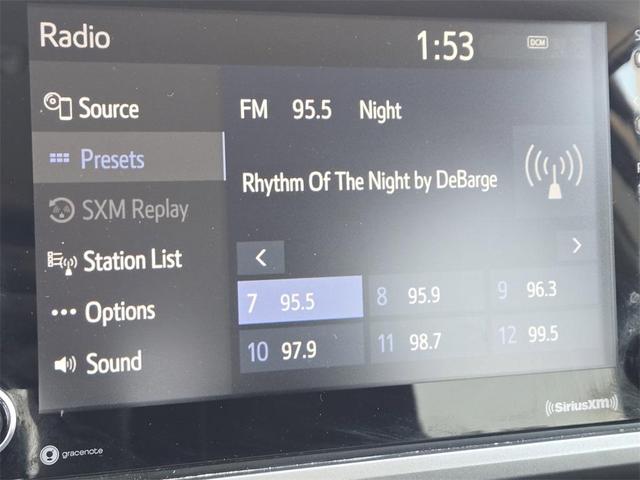 Radio
1:53
DCM
Source
FM 95.5 Night
Presets
Rhythm Of The Night by DeBarge
SXM Replay
Station List
< >
7 95.5 8 95.9 9 96.3
Options
10 97.9 11 98.7 12 99.5
Sound
SiriusXM
gracenote